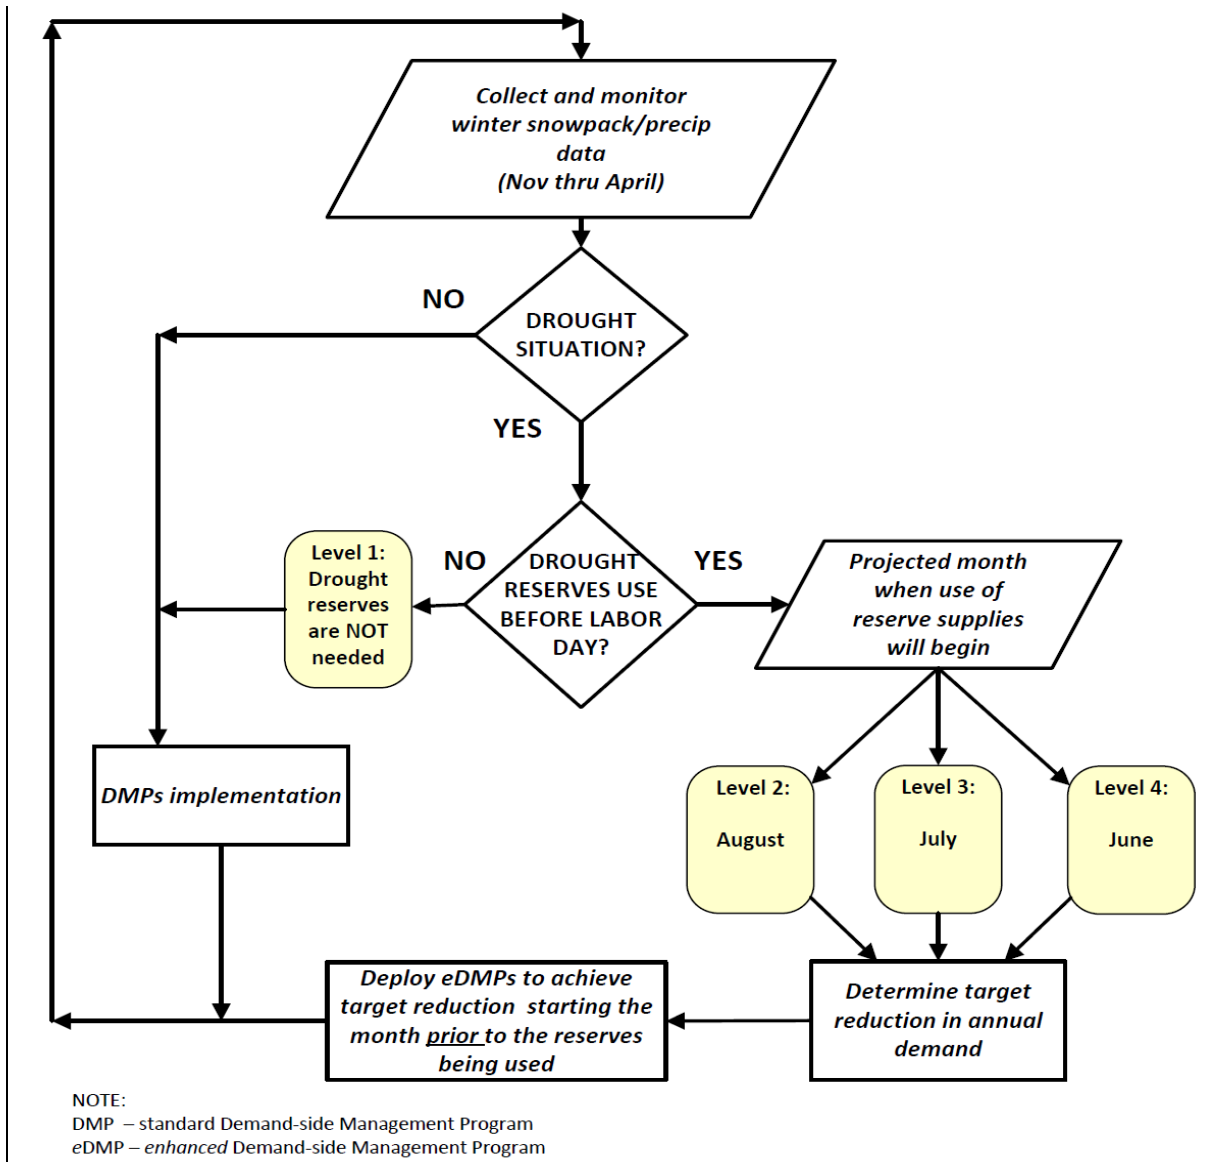 Collect and monitor
winter snowpack/precip
data
(Nov thru April)
NO
DROUGHT
SITUATION?
YES
Level 1:
Drought
reserves
are NOT
needed
NO
DROUGHT
RESERVES USE
BEFORE LABOR
DAY?
YES
Projected month
when use of
reserve supplies
will begin
DMPs implementation
Level 2:
August
Level 3:
July
Level 4:
June
Deploy eDMPs to achieve
target reduction starting the
month prior to the reserves
being used
Determine target
reduction in annual
demand
NOTE:
DMP – standard Demand-side Management Program
eDMP – enhanced Demand-side Management Program